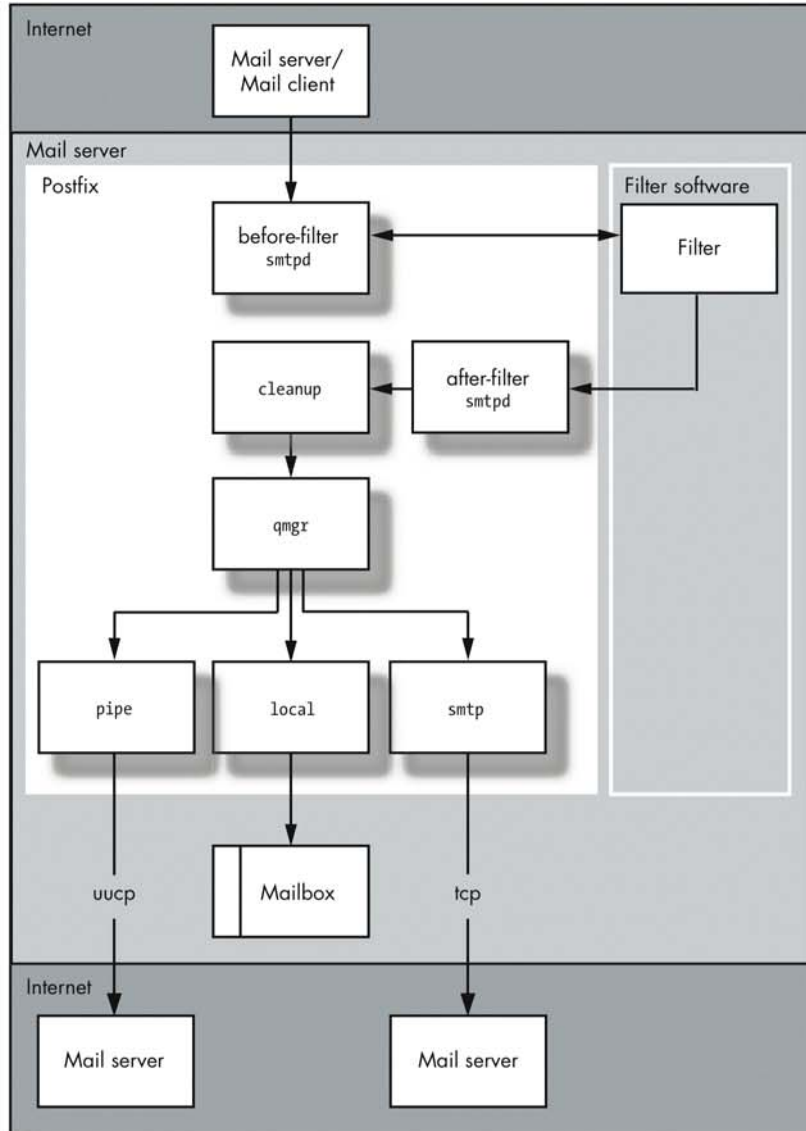 Internet
Mail server/
Mail client
Mail server
Postfix
Filter software
before-filter
smtpd
Filter
cleanup
after-filter
smtpd
qmgr
pipe
local
smtp
uucp
Mailbox
tcp
Internet
Mail server
Mail server